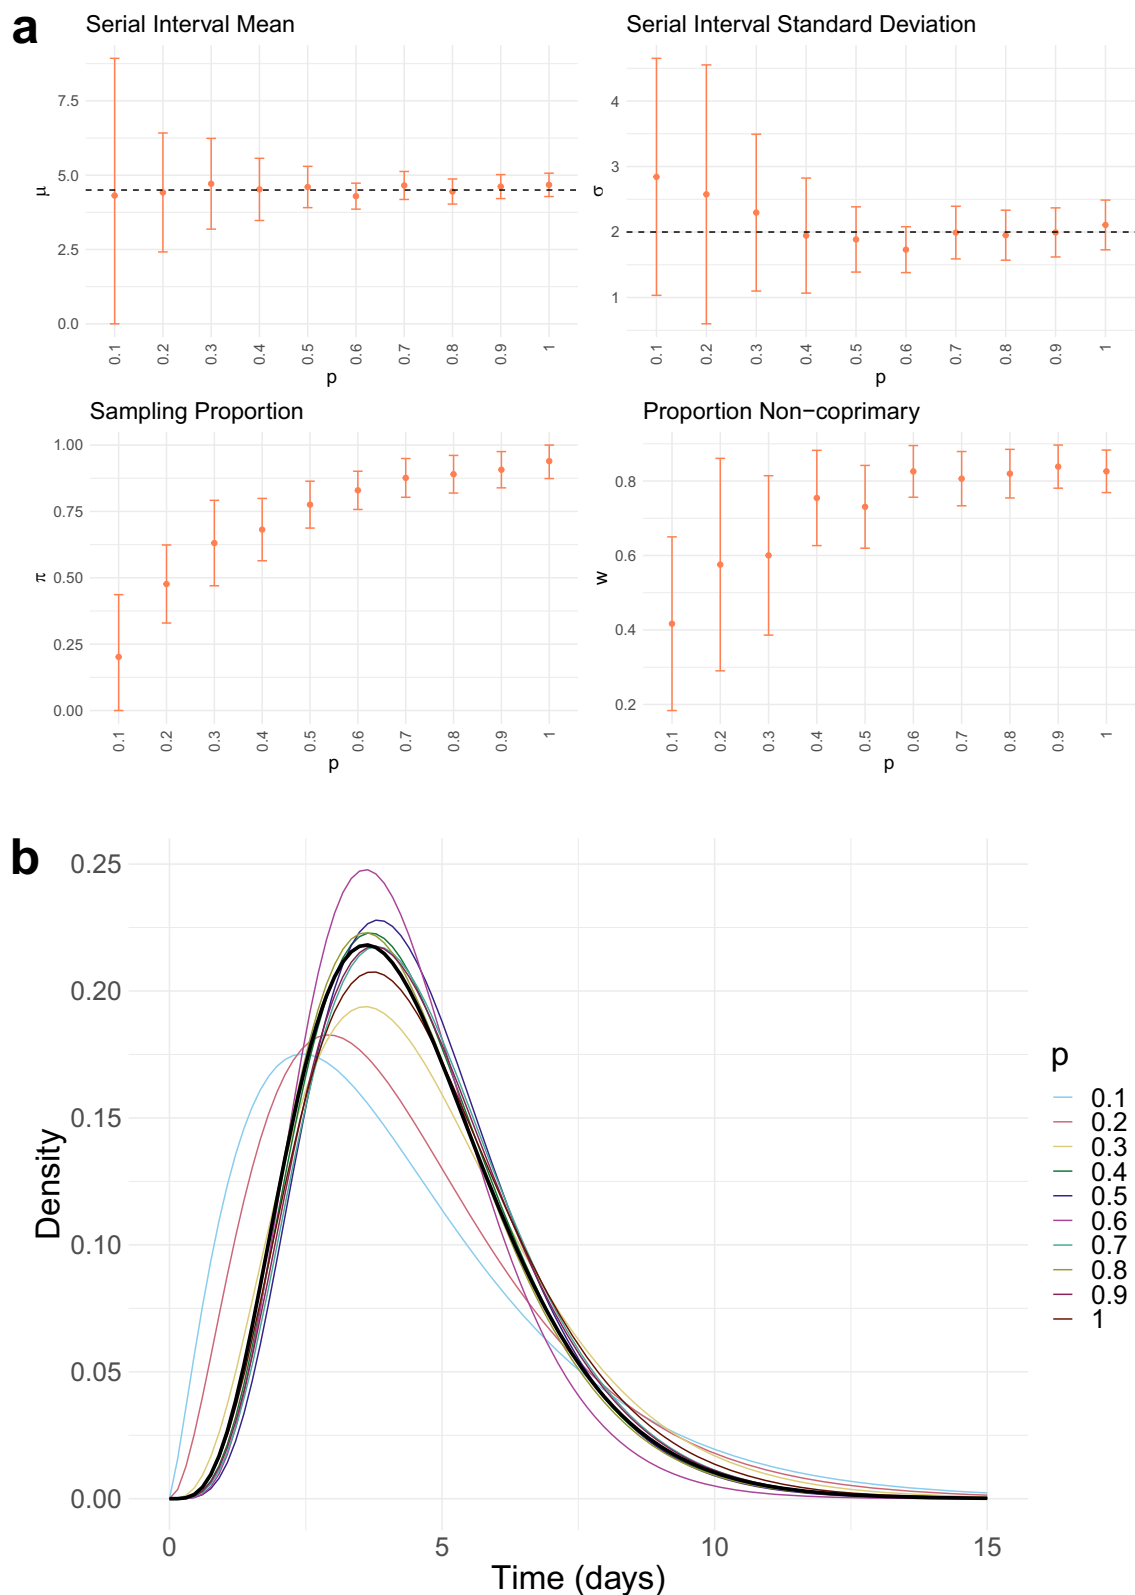 a
Serial Interval Mean
7.5
5.0
2.5
0.0
μ
0.1 0.2 0.3 0.4 0.5 0.6 0.7 0.8 0.9 1
p
Serial Interval Standard Deviation
4
3
2
1
σ
0.1 0.2 0.3 0.4 0.5 0.6 0.7 0.8 0.9 1
p
Sampling Proportion
1.00
0.75
0.50
0.25
0.00
π
0.1 0.2 0.3 0.4 0.5 0.6 0.7 0.8 0.9 1
p
Proportion Non−coprimary
0.8
0.6
0.4
0.2
w
0.1 0.2 0.3 0.4 0.5 0.6 0.7 0.8 0.9 1
p
b
0.25
0.20
0.15
0.10
0.05
0.00
Density
0 5 10 15
Time (days)
p
0.1
0.2
0.3
0.4
0.5
0.6
0.7
0.8
0.9
1